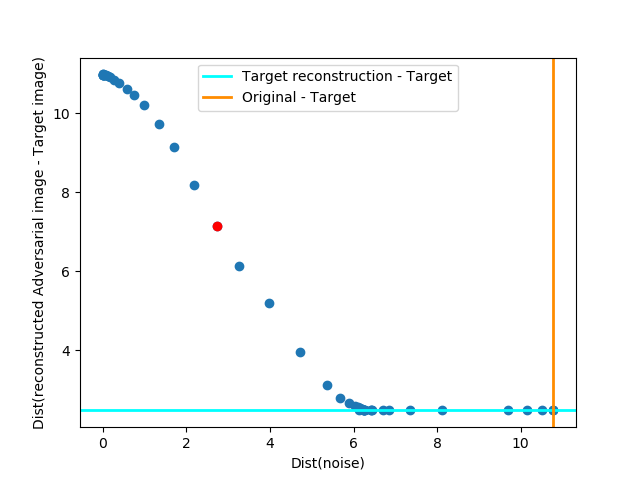 Dist(reconstructed Adversarial image - Target image)
Target reconstruction - Target
Original - Target
10
8
6
4
0 2 4 6 8 10
Dist(noise)